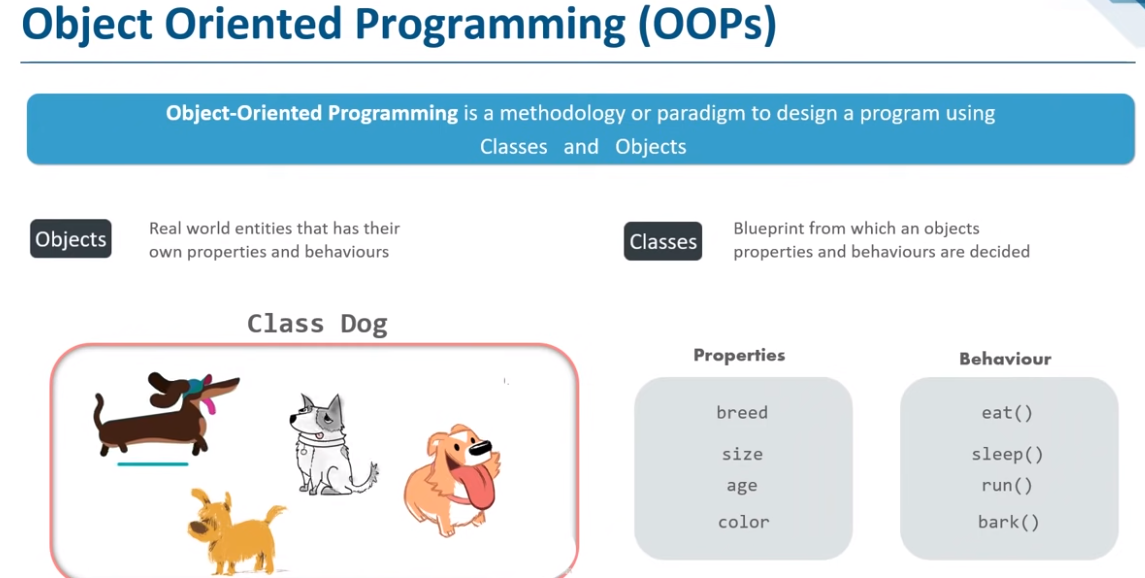 Object Oriented Programming (OOPs)
Object-Oriented Programming is a methodology or paradigm to design a program using
Classes and Objects
Objects
Real world entities that has their
own properties and behaviours
Classes
Blueprint from which an objects
properties and behaviours are decided
Class Dog
Properties
breed
size
age
color
Behaviour
eat()
sleep()
run()
bark()